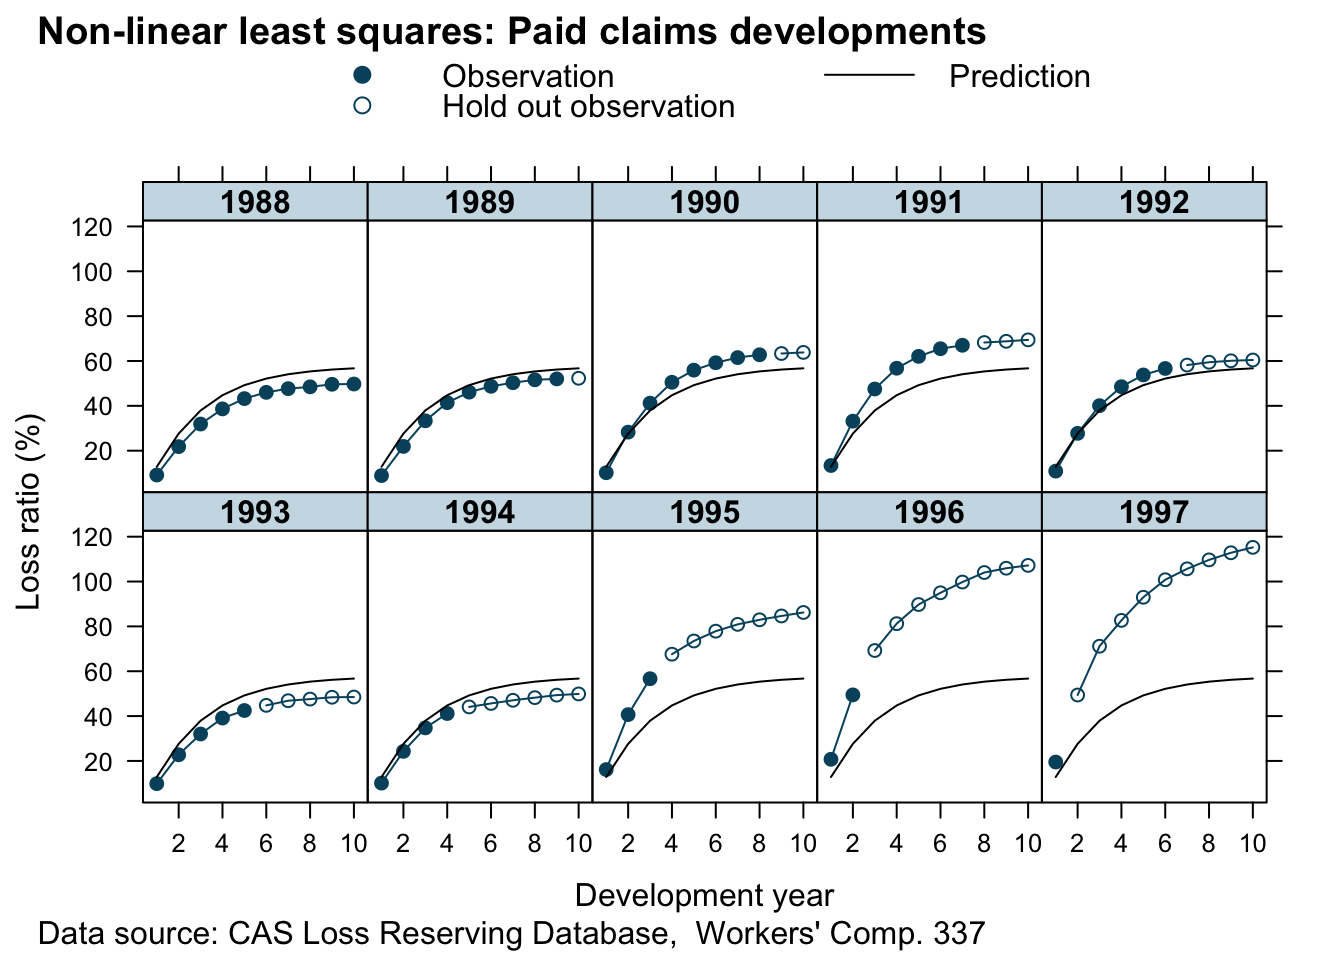 Non-linear least squares: Paid claims developments
Observation Prediction
Hold out observation
1988 1989 1990 1991 1992
120
100
80
60
40
20
1993 1994 1995 1996 1997
120
100
80
60
40
20
Loss ratio (%)
2 4 6 8 10 2 4 6 8 10 2 4 6 8 10 2 4 6 8 10 2 4 6 8 10
Development year
Data source: CAS Loss Reserving Database, Workers' Comp. 337